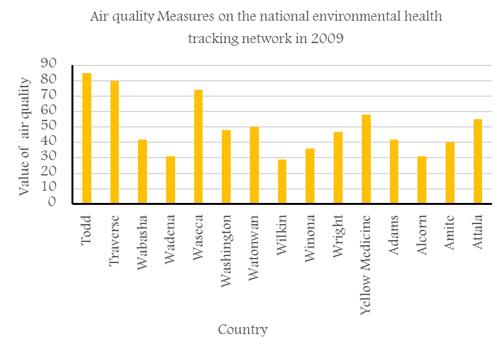 Air quality Measures on the national environmental health
tracking network in 2009
Value of air quality
90
80
70
60
50
40
30
20
10
0
Todd
Traverse
Wabasha
Wadena
Waseca
Washington
Watonwan
Wilkin
Winona
Wright
Yellow Medicine
Adams
Alcorn
Amite
Attala
Country